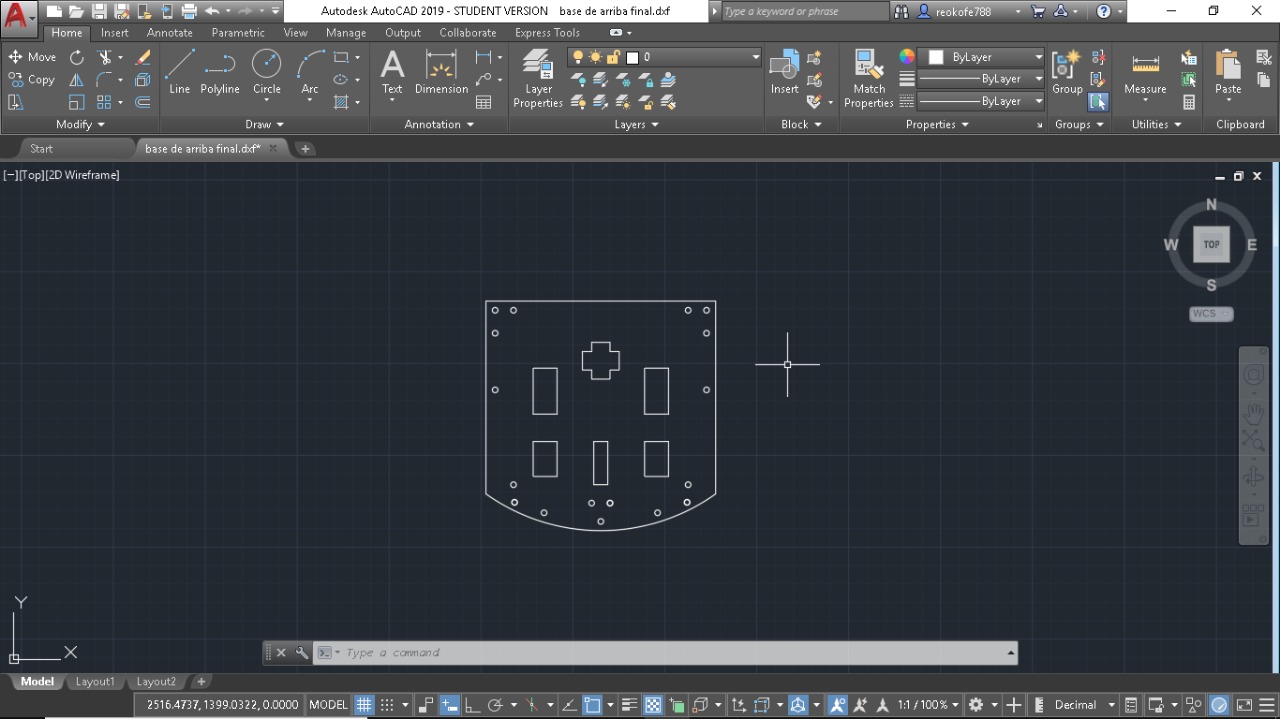 Autodesk AutoCAD 2019 - STUDENT VERSION base de arriba final.dxf
Type a keyword or phrase
reokofe788
Home Insert Annotate Parametric View Manage Output Collaborate Express Tools
Move
Copy
Line Polyline Circle Arc
Text Dimension
Layer Properties
0
Insert
Match Properties
ByLayer
ByLayer
ByLayer
Group
Measure
Paste
Modify Draw Annotation Layers Block Properties Groups Utilities Clipboard
Start base de arriba final.dxf*
[−][Top][2D Wireframe]
N
W TOP E
S
WCS
Y
X
Type a command
Model Layout1 Layout2
2516.4737, 1399.0322, 0.0000 MODEL 1:1 / 100% Decimal